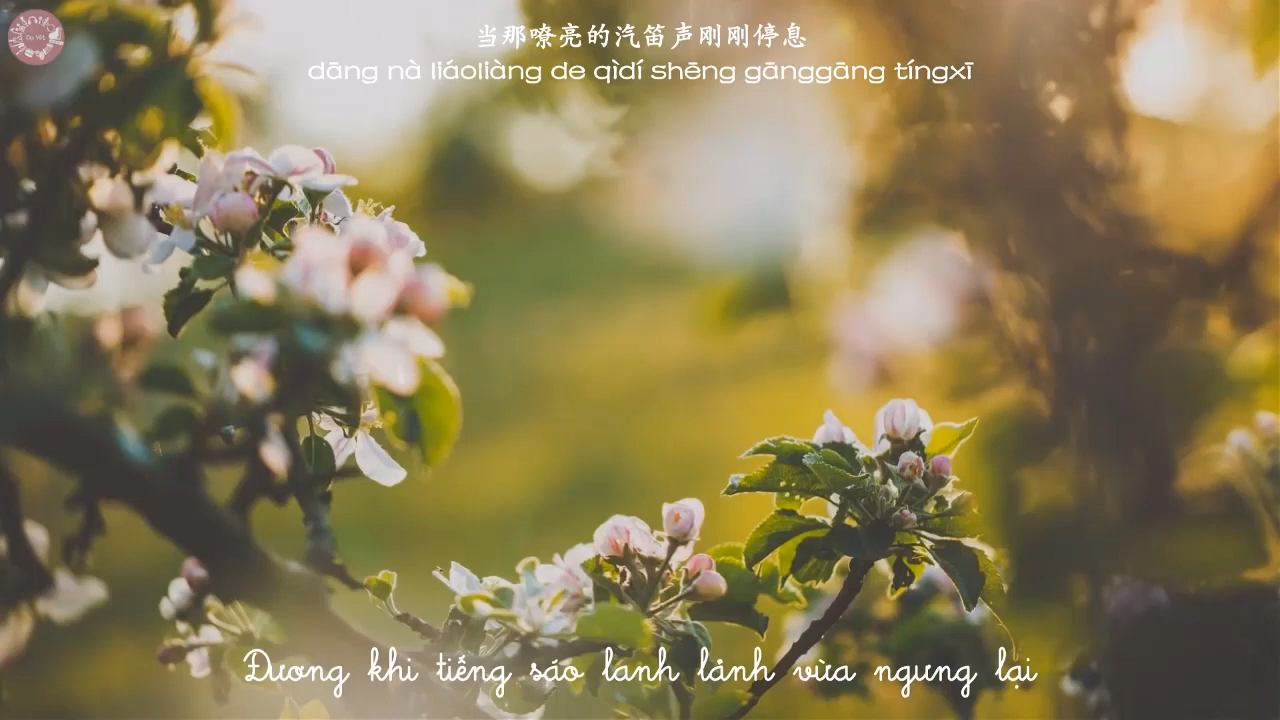 当那嘹亮的汽笛声刚刚停息
dāng nà liáoliàng de qìdí shēng gānggāng tíngxī
Đương khi tiếng sáo lanh lảnh vừa ngưng lại